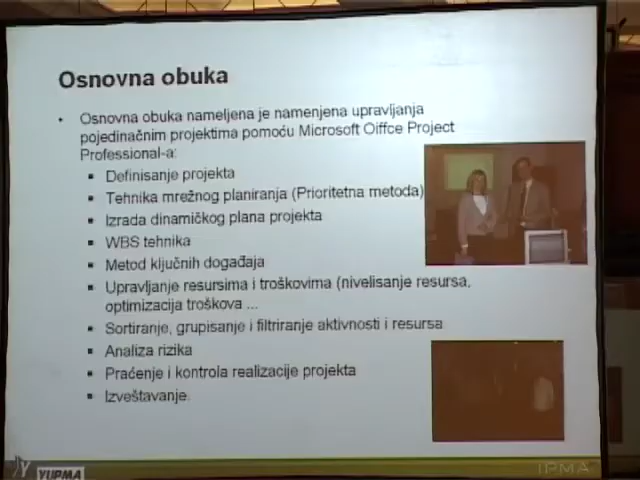 Osnovna obuka
• Osnovna obuka nameljena je namenjena upravljanja
pojedinačnim projektima pomoću Microsoft Oiffce Project
Professional-a:
▪ Definisanje projekta
▪ Tehnika mrežnog planiranja (Prioritetna metoda)
▪ Izrada dinamičkog plana projekta
▪ WBS tehnika
▪ Metod ključnih događaja
▪ Upravljanje resursima i troškovima (nivelisanje resursa,
optimizacija troškova ...
▪ Sortiranje, grupisanje i filtriranje aktivnosti i resursa
▪ Analiza rizika
▪ Praćenje i kontrola realizacije projekta
▪ Izveštavanje.
YUPMA
IPMA